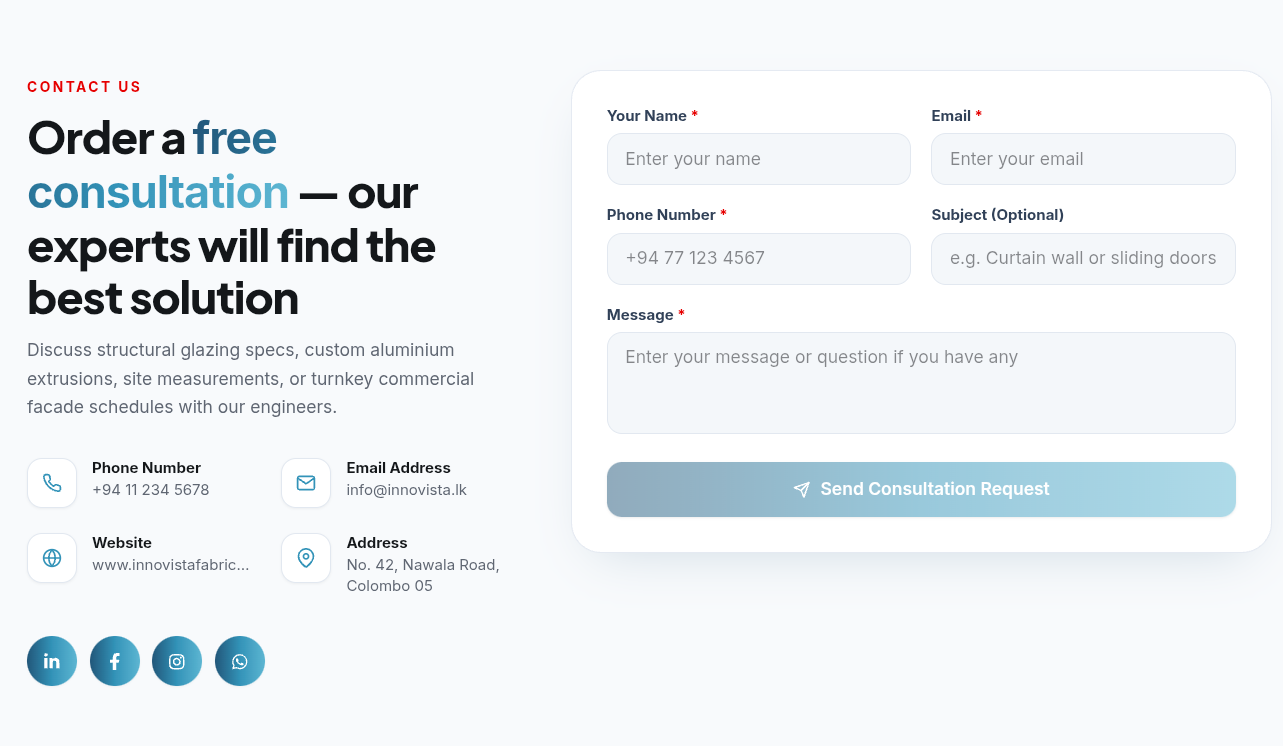 CONTACT US
Order a free
consultation — our
experts will find the
best solution
Discuss structural glazing specs, custom aluminium
extrusions, site measurements, or turnkey commercial
facade schedules with our engineers.
Phone Number
+94 11 234 5678
Email Address
info@innovista.lk
Website
www.innovistafabric...
Address
No. 42, Nawala Road,
Colombo 05
Your Name *
Enter your name
Email *
Enter your email
Phone Number *
+94 77 123 4567
Subject (Optional)
e.g. Curtain wall or sliding doors
Message *
Enter your message or question if you have any
Send Consultation Request